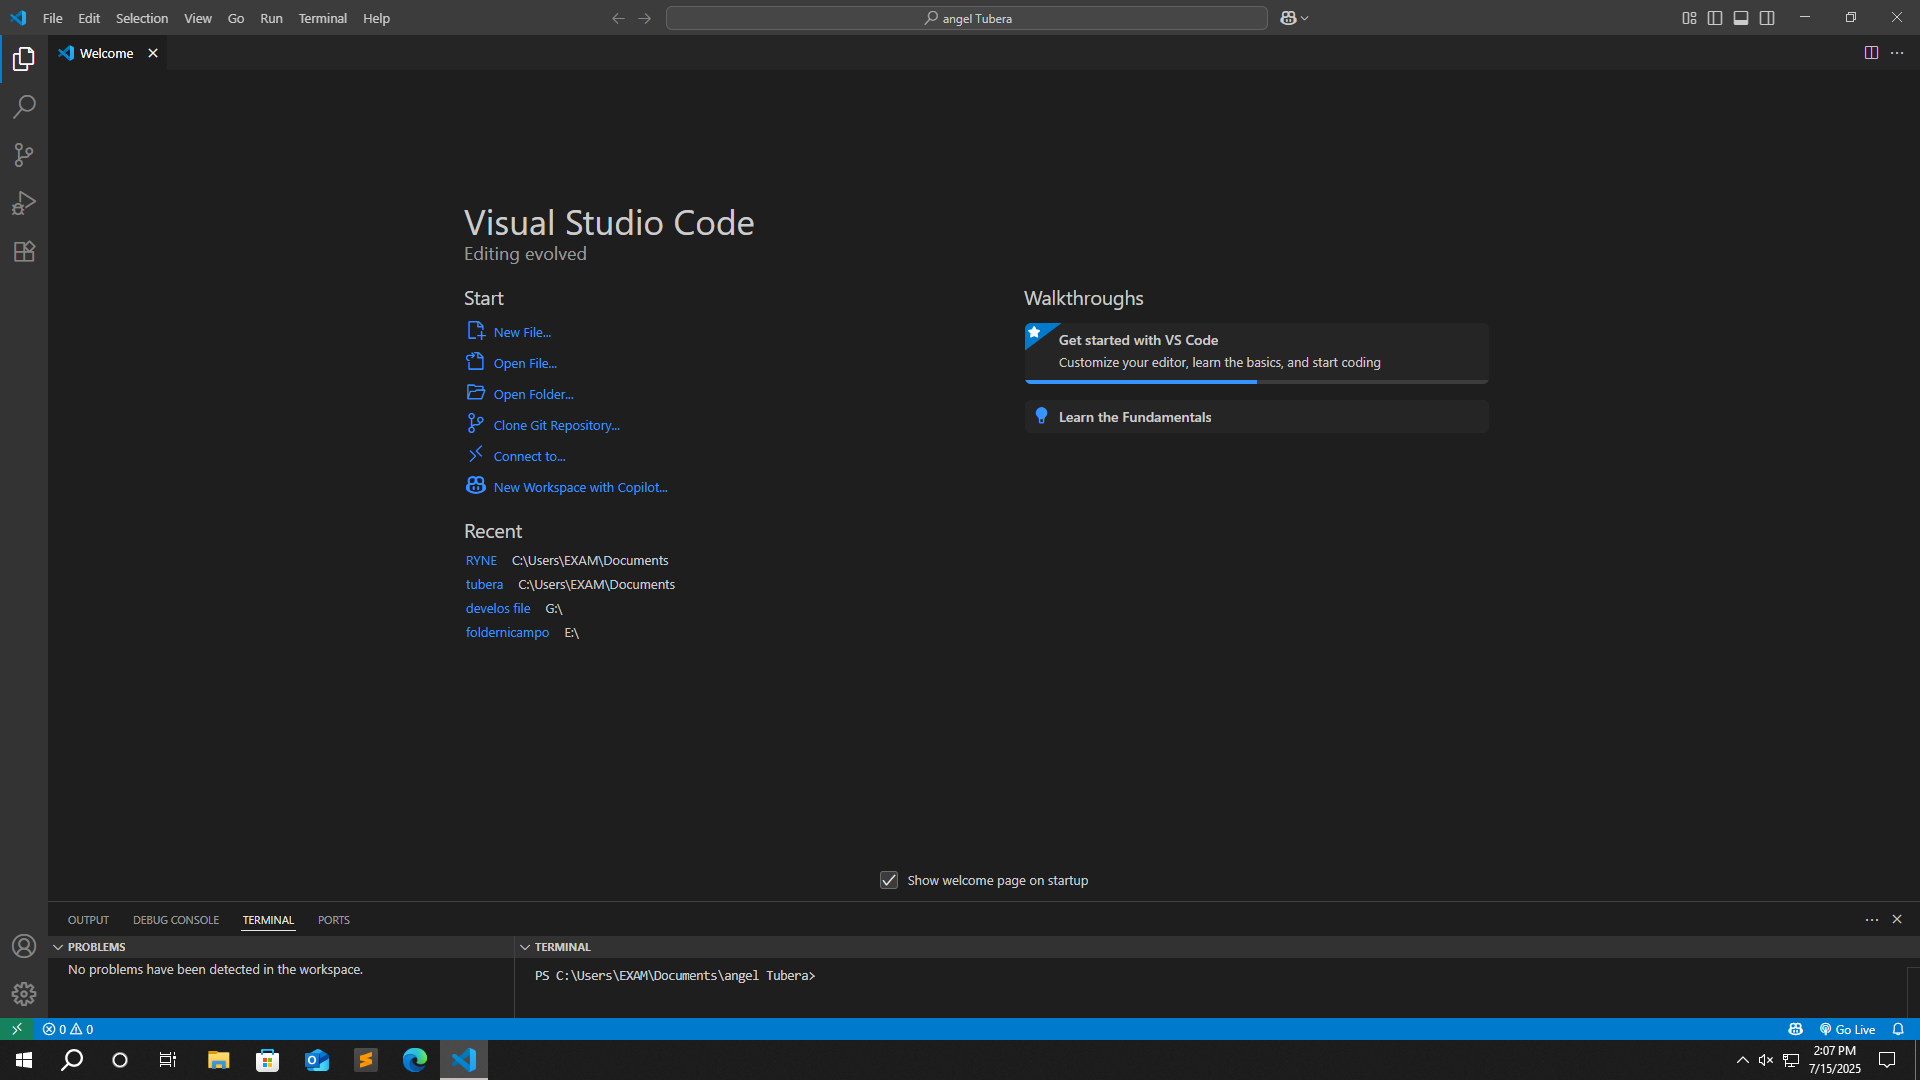 File Edit Selection View Go Run Terminal Help
angel Tubera
Welcome
Visual Studio Code
Editing evolved
Start
New File...
Open File...
Open Folder...
Clone Git Repository...
Connect to...
New Workspace with Copilot...
Recent
RYNE C:\Users\EXAM\Documents
tubera C:\Users\EXAM\Documents
develos file G:\
foldernicampo E:\
Walkthroughs
Get started with VS Code
Customize your editor, learn the basics, and start coding
Learn the Fundamentals
Show welcome page on startup
OUTPUT DEBUG CONSOLE TERMINAL PORTS
PROBLEMS
No problems have been detected in the workspace.
TERMINAL
PS C:\Users\EXAM\Documents\angel Tubera>
0 0
Go Live
2:07 PM
7/15/2025